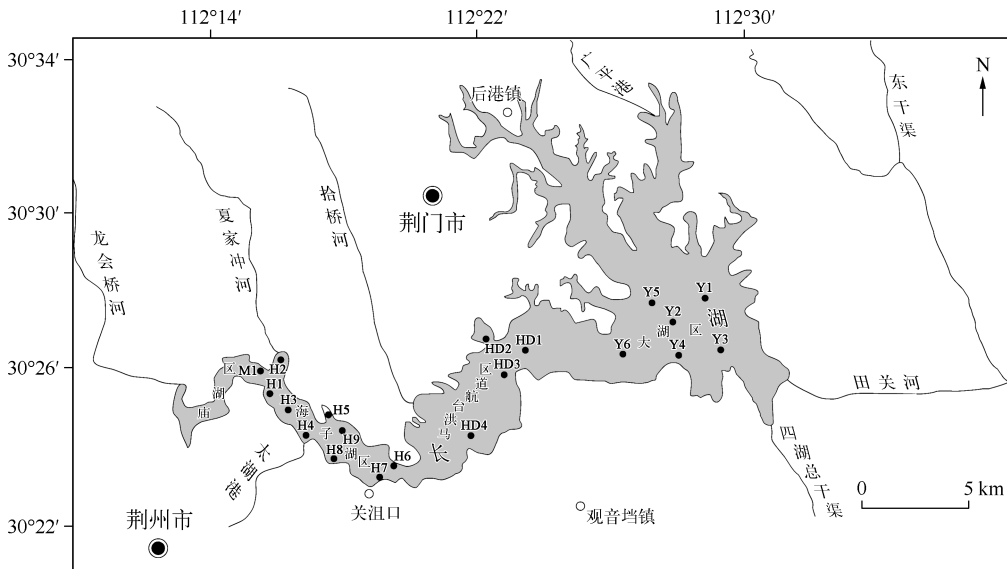 112°14′
112°22′
112°30′
30°34′
30°30′
30°26′
30°22′
N
后港镇
广平港
东干渠
拾桥河
荆门市
夏家冲河
龙会桥河
Y5
Y1
Y2
湖
大湖区
Y6
Y4
Y3
HD1
HD2
HD3
马洪台航道区
HD4
长
田关河
四湖总干渠
M1
H2
H1
庙湖区
H3
海子湖区
H5
H4
H9
H8
H6
H7
太湖港
关沮口
观音垱镇
荆州市
0
5 km